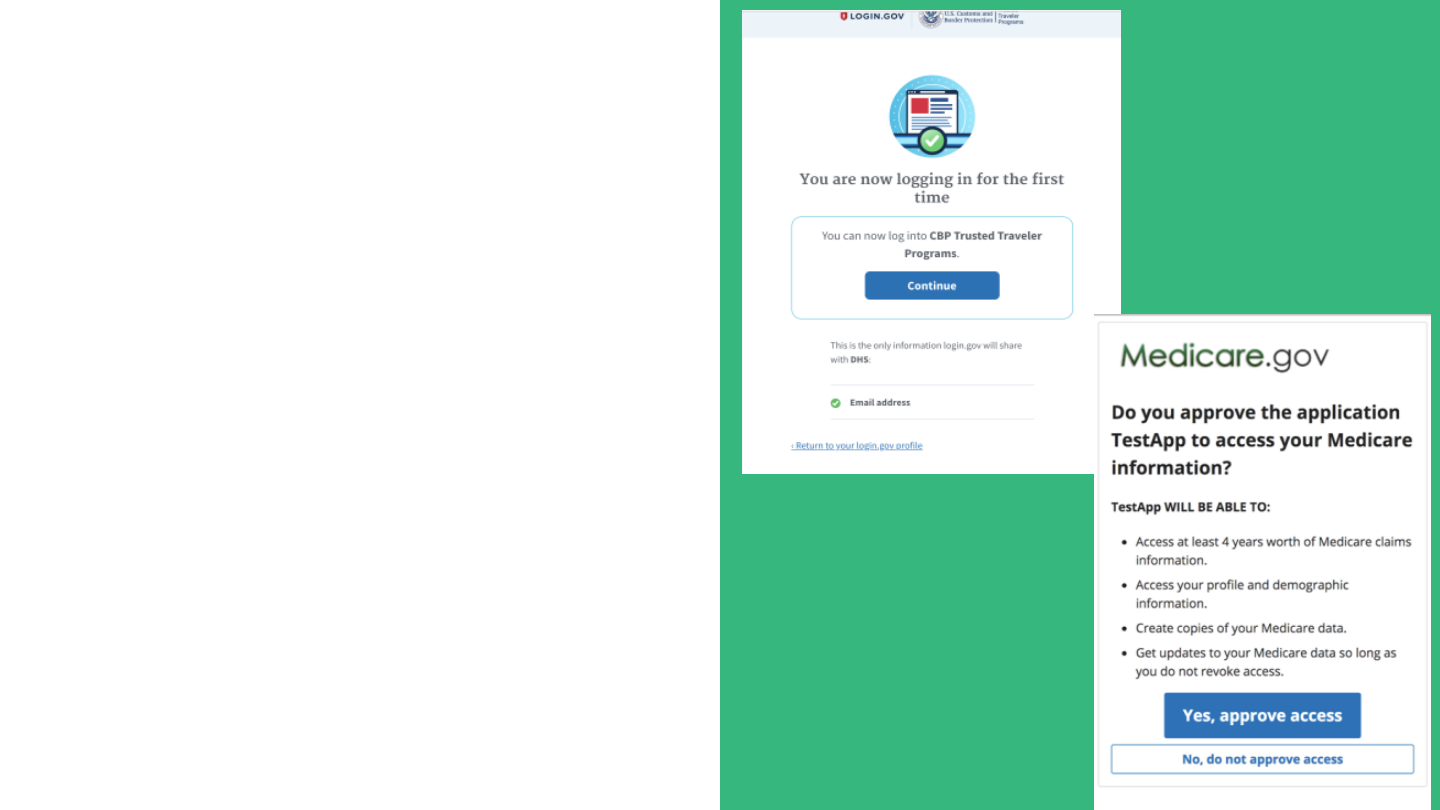 LOGIN.GOV
U.S. Customs and
Border Protection
Traveler
Programs
You are now logging in for the first
time
You can now log into CBP Trusted Traveler
Programs.
Continue
This is the only information login.gov will share
with DHS:
Email address
‹ Return to your login.gov profile
Medicare.gov
Do you approve the application
TestApp to access your Medicare
information?
TestApp WILL BE ABLE TO:
• Access at least 4 years worth of Medicare claims
information.
• Access your profile and demographic
information.
• Create copies of your Medicare data.
• Get updates to your Medicare data so long as
you do not revoke access.
Yes, approve access
No, do not approve access